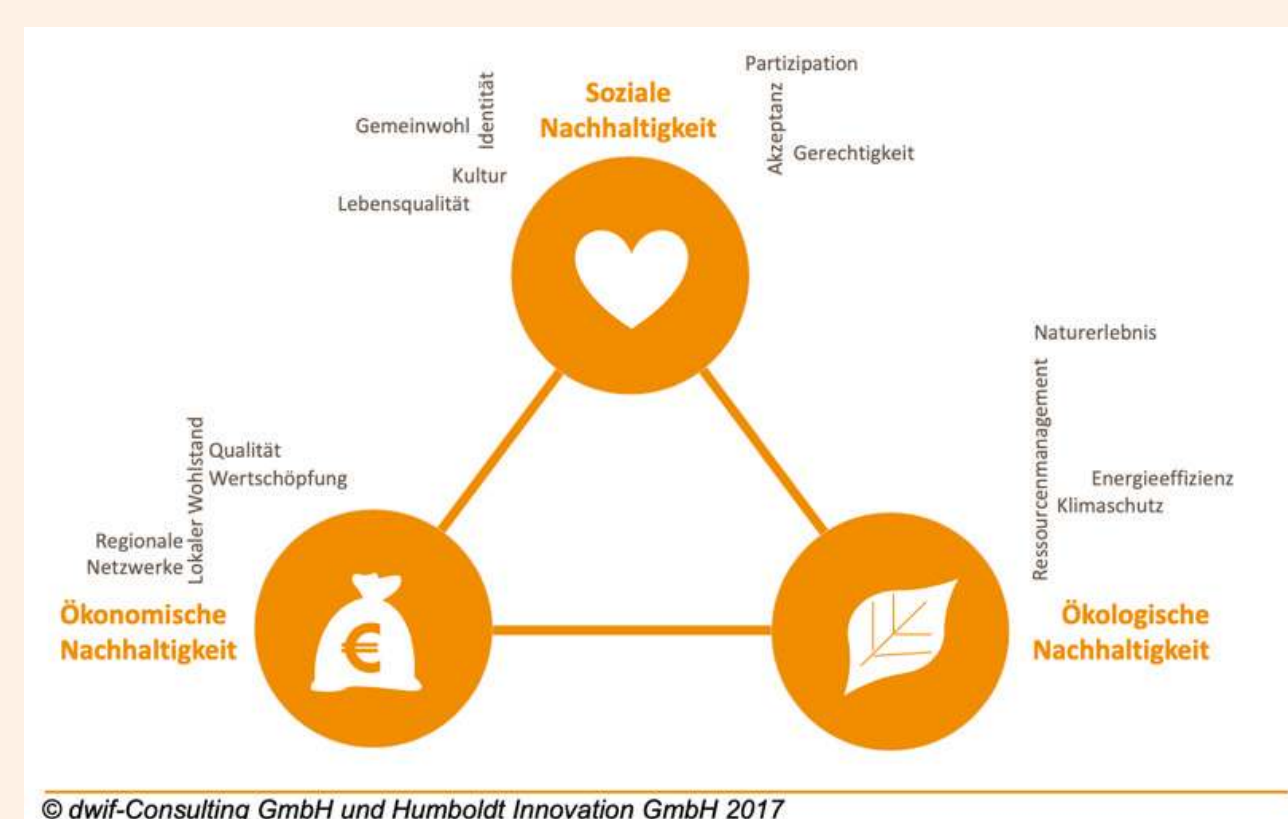 Partizipation
Identität
Soziale
Nachhaltigkeit
Akzeptanz
Gemeinwohl
Gerechtigkeit
Kultur
Lebensqualität
Naturerlebnis
Ressourcenmanagement
Energieeffizienz
Klimaschutz
Ökologische
Nachhaltigkeit
Lokaler Wohlstand
Qualität
Wertschöpfung
Regionale
Netzwerke
Ökonomische
Nachhaltigkeit
€
© dwif-Consulting GmbH und Humboldt Innovation GmbH 2017